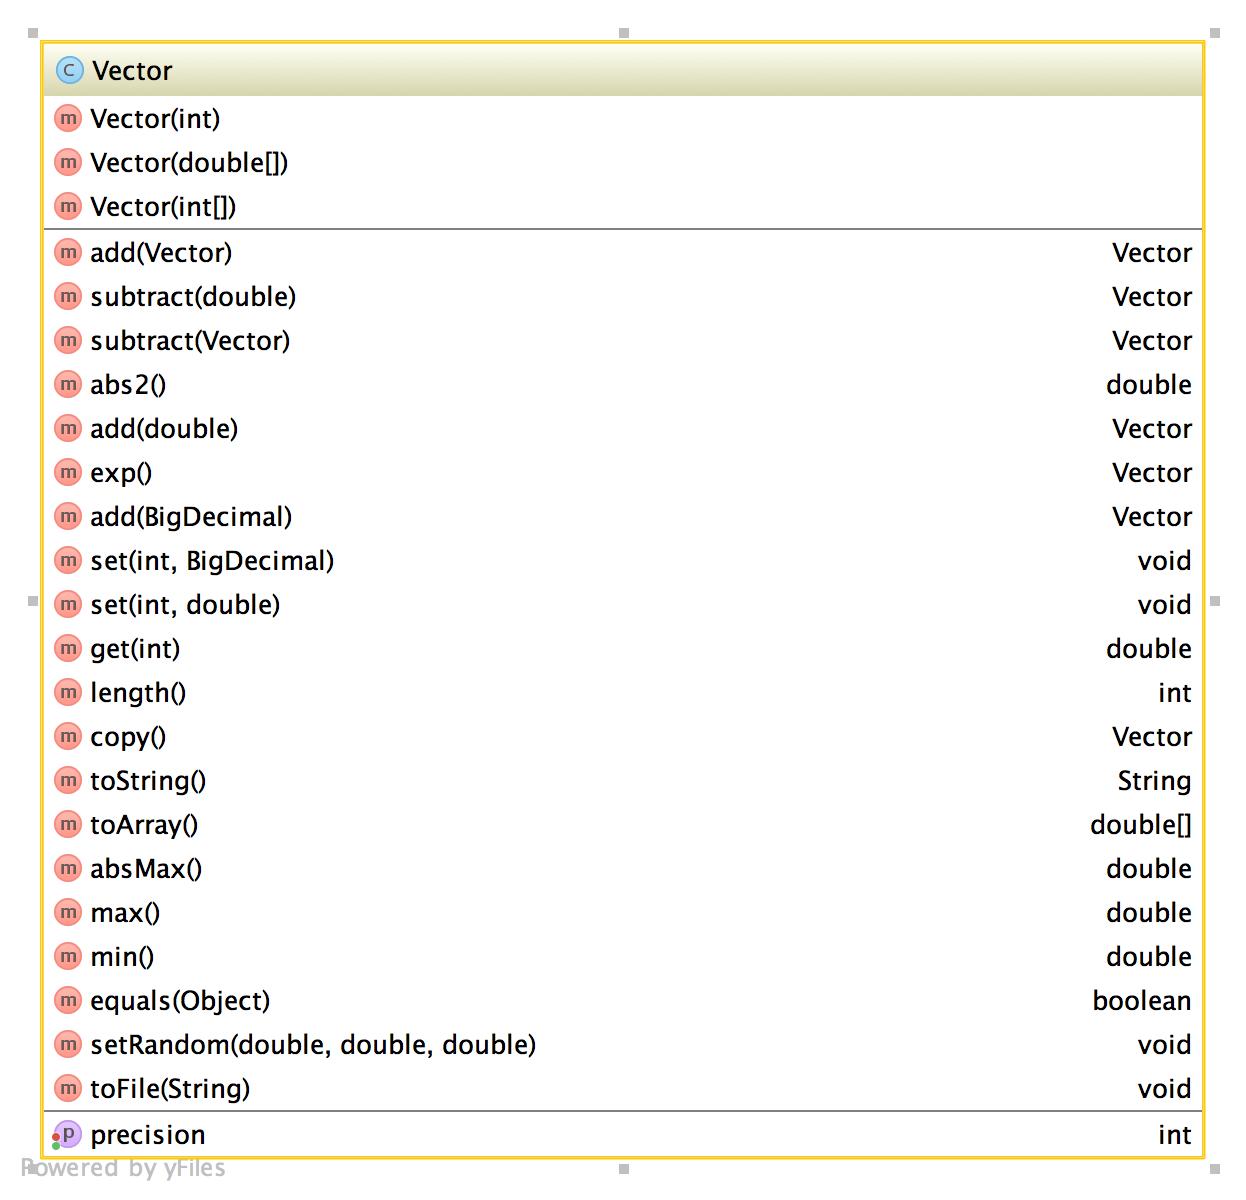 C Vector
m Vector(int)
m Vector(double[])
m Vector(int[])
m add(Vector) Vector
m subtract(double) Vector
m subtract(Vector) Vector
m abs2() double
m add(double) Vector
m exp() Vector
m add(BigDecimal) Vector
m set(int, BigDecimal) void
m set(int, double) void
m get(int) double
m length() int
m copy() Vector
m toString() String
m toArray() double[]
m absMax() double
m max() double
m min() double
m equals(Object) boolean
m setRandom(double, double, double) void
m toFile(String) void
p precision int
Powered by yFiles